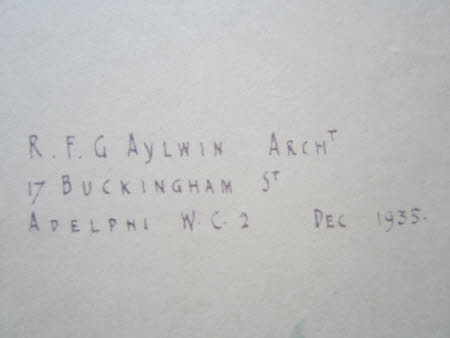 R. F. G AYLWIN ARCHT
17 BUCKINGHAM ST
ADELPHI W.C.2 DEC 1935.